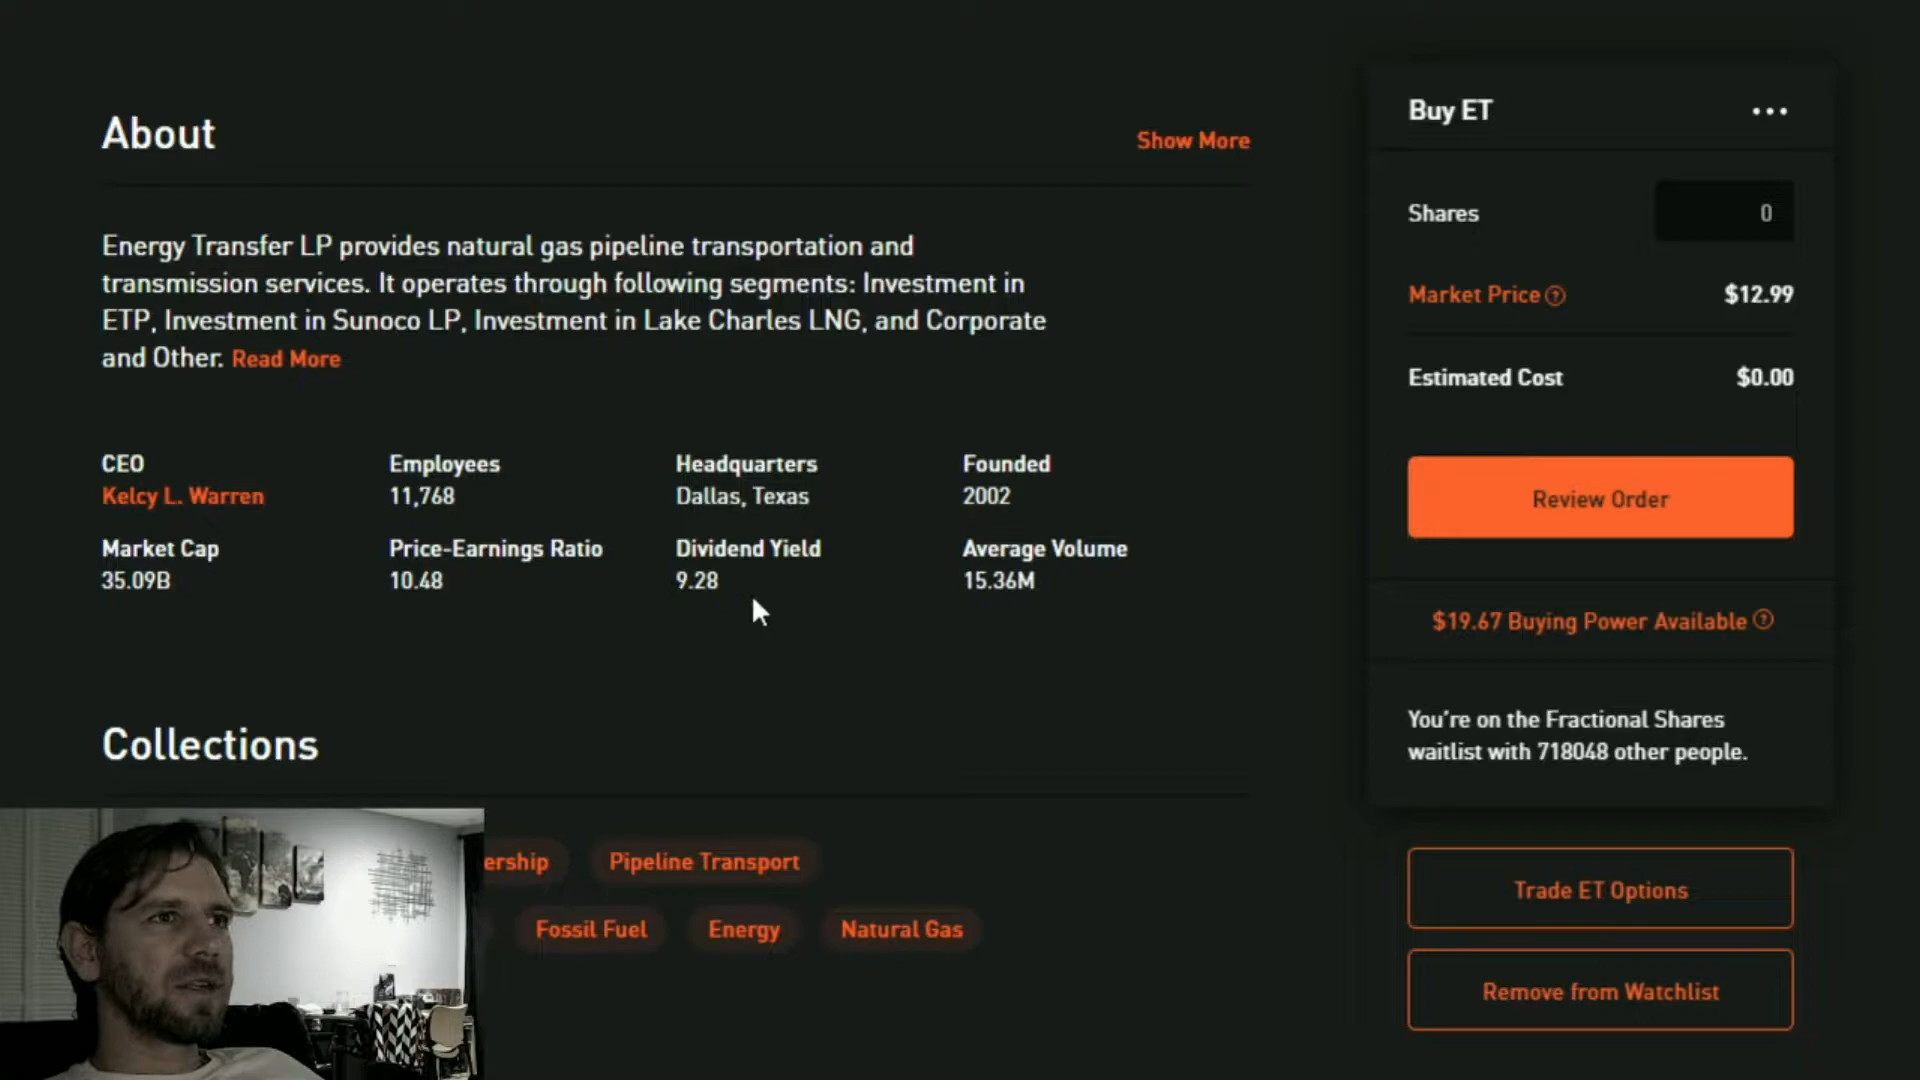 About
Show More
Energy Transfer LP provides natural gas pipeline transportation and
transmission services. It operates through following segments: Investment in
ETP, Investment in Sunoco LP, Investment in Lake Charles LNG, and Corporate
and Other. Read More
CEO
Kelcy L. Warren
Employees
11,768
Headquarters
Dallas, Texas
Founded
2002
Market Cap
35.09B
Price-Earnings Ratio
10.48
Dividend Yield
9.28
Average Volume
15.36M
Collections
ership
Pipeline Transport
Fossil Fuel
Energy
Natural Gas
Buy ET
Shares
0
Market Price
$12.99
Estimated Cost
$0.00
Review Order
$19.67 Buying Power Available
You're on the Fractional Shares
waitlist with 718048 other people.
Trade ET Options
Remove from Watchlist